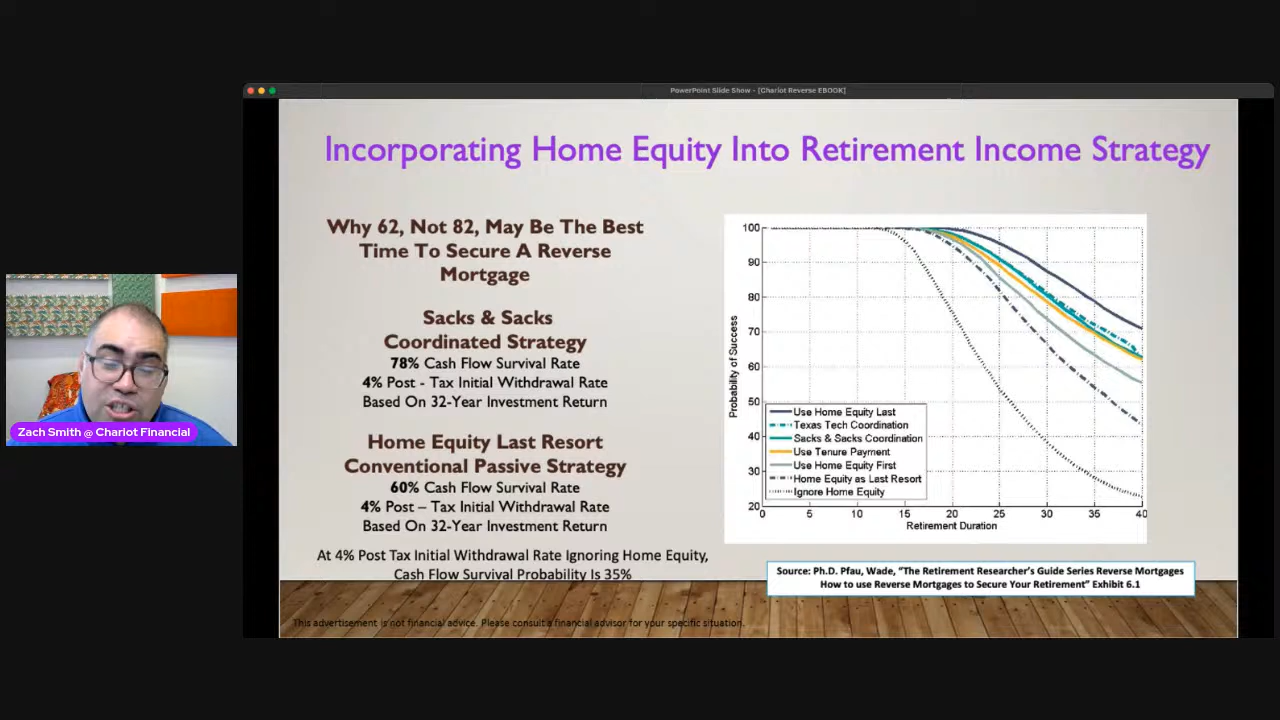 PowerPoint Slide Show - [Chariot Reverse EBOOK]
Incorporating Home Equity Into Retirement Income Strategy
Why 62, Not 82, May Be The Best
Time To Secure A Reverse
Mortgage
Sacks & Sacks
Coordinated Strategy
78% Cash Flow Survival Rate
4% Post - Tax Initial Withdrawal Rate
Based On 32-Year Investment Return
Home Equity Last Resort
Conventional Passive Strategy
60% Cash Flow Survival Rate
4% Post – Tax Initial Withdrawal Rate
Based On 32-Year Investment Return
At 4% Post Tax Initial Withdrawal Rate Ignoring Home Equity,
Cash Flow Survival Probability Is 35%
This advertisement is not financial advice. Please consult a financial advisor for your specific situation.
Probability of Success
100
90
80
70
60
50
40
30
20
Use Home Equity Last
Texas Tech Coordination
Sacks & Sacks Coordination
Use Tenure Payment
Use Home Equity First
Home Equity as Last Resort
Ignore Home Equity
0 5 10 15 20 25 30 35 40
Retirement Duration
Source: Ph.D. Pfau, Wade, “The Retirement Researcher’s Guide Series Reverse Mortgages
How to use Reverse Mortgages to Secure Your Retirement” Exhibit 6.1
Zach Smith @ Chariot Financial